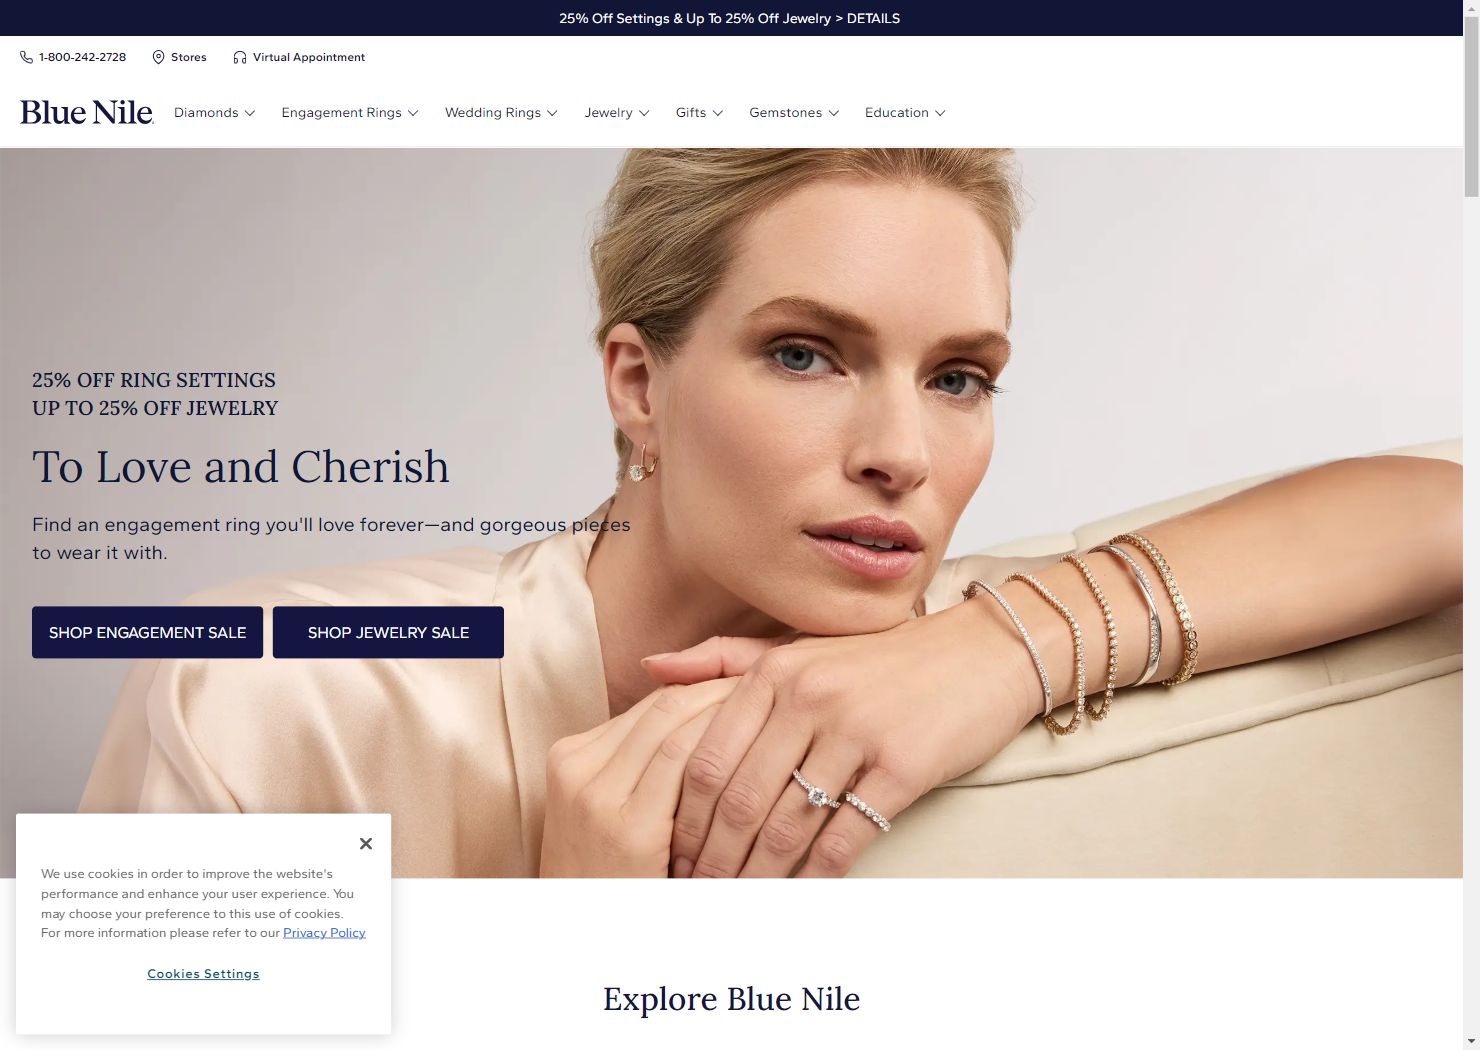 25% Off Settings & Up To 25% Off Jewelry > DETAILS
1-800-242-2728 Stores Virtual Appointment
Blue Nile Diamonds Engagement Rings Wedding Rings Jewelry Gifts Gemstones Education
25% OFF RING SETTINGS
UP TO 25% OFF JEWELRY
To Love and Cherish
Find an engagement ring you'll love forever—and gorgeous pieces
to wear it with.
SHOP ENGAGEMENT SALE SHOP JEWELRY SALE
We use cookies in order to improve the website's
performance and enhance your user experience. You
may choose your preference to this use of cookies.
For more information please refer to our Privacy Policy
Cookies Settings
Explore Blue Nile